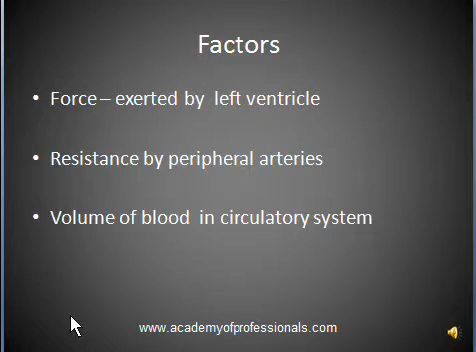 Factors
• Force – exerted by left ventricle
• Resistance by peripheral arteries
• Volume of blood in circulatory system
www.academyofprofessionals.com